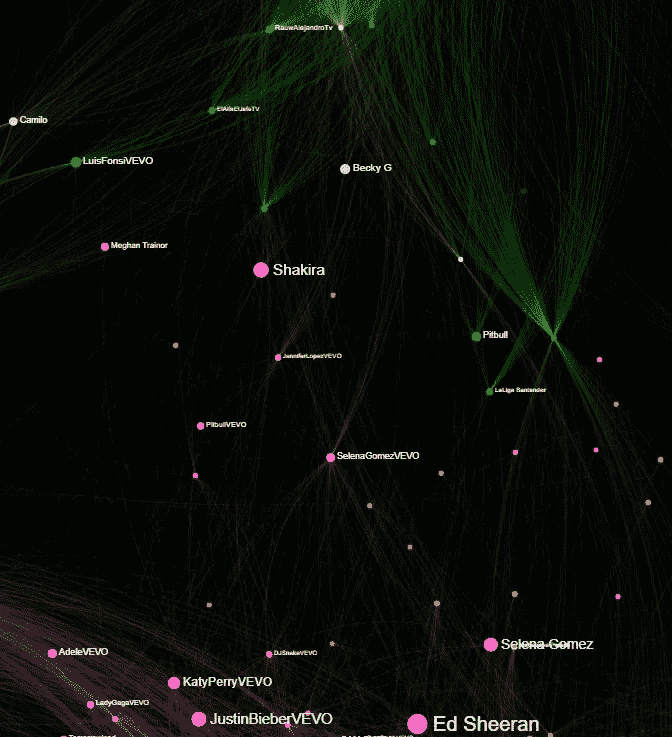 RauwAlejandroTv
ElAlfaElJefeTV
Camilo
LuisFonsiVEVO
Becky G
Meghan Trainor
Shakira
Pitbull
JenniferLopezVEVO
LaLiga Santander
PitbullVEVO
SelenaGomezVEVO
Selena Gomez
AdeleVEVO
DJSnakeVEVO
KatyPerryVEVO
LadyGagaVEVO
JustinBieberVEVO
Ed Sheeran